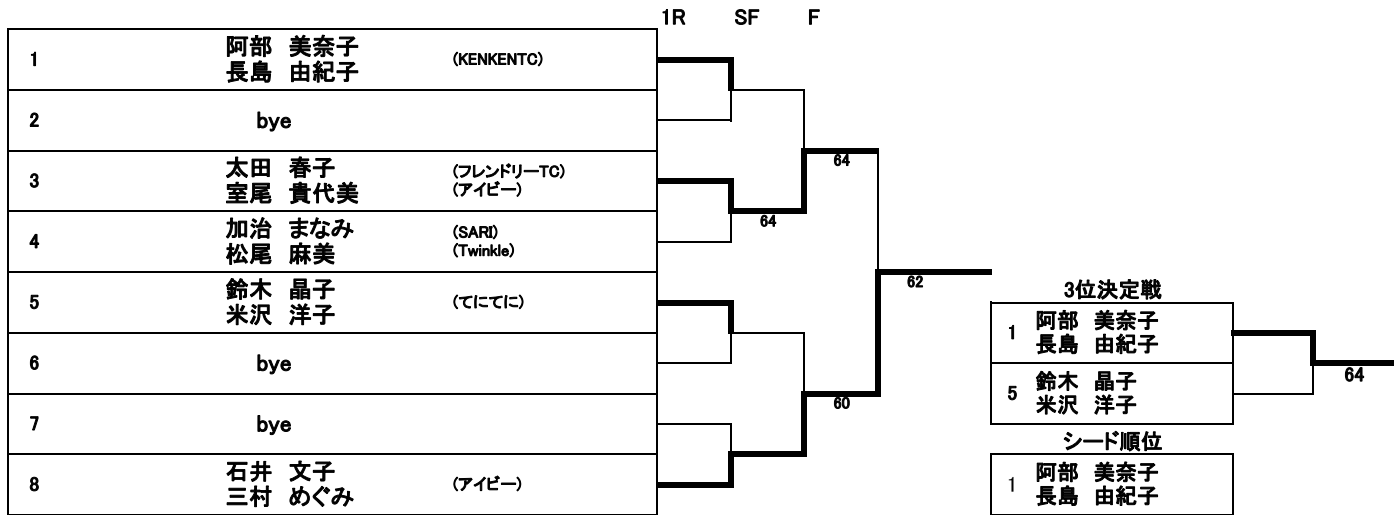 1R SF F
1 阿部 美奈子 (KENKENTC)
長島 由紀子
2 bye
3 太田 春子 (フレンドリーTC)
室尾 貴代美 (アイビー)
4 加治 まなみ (SARI)
松尾 麻美 (Twinkle)
5 鈴木 晶子 (てにてに)
米沢 洋子
6 bye
7 bye
8 石井 文子 (アイビー)
三村 めぐみ
64
64
60
62
3位決定戦
1 阿部 美奈子
長島 由紀子
5 鈴木 晶子
米沢 洋子
64
シード順位
1 阿部 美奈子
長島 由紀子